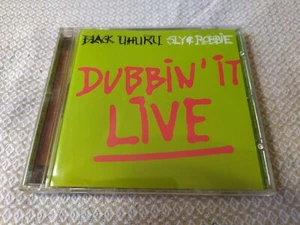 BLACK UHURU SLY & ROBBIE
DUBBIN' IT
LIVE